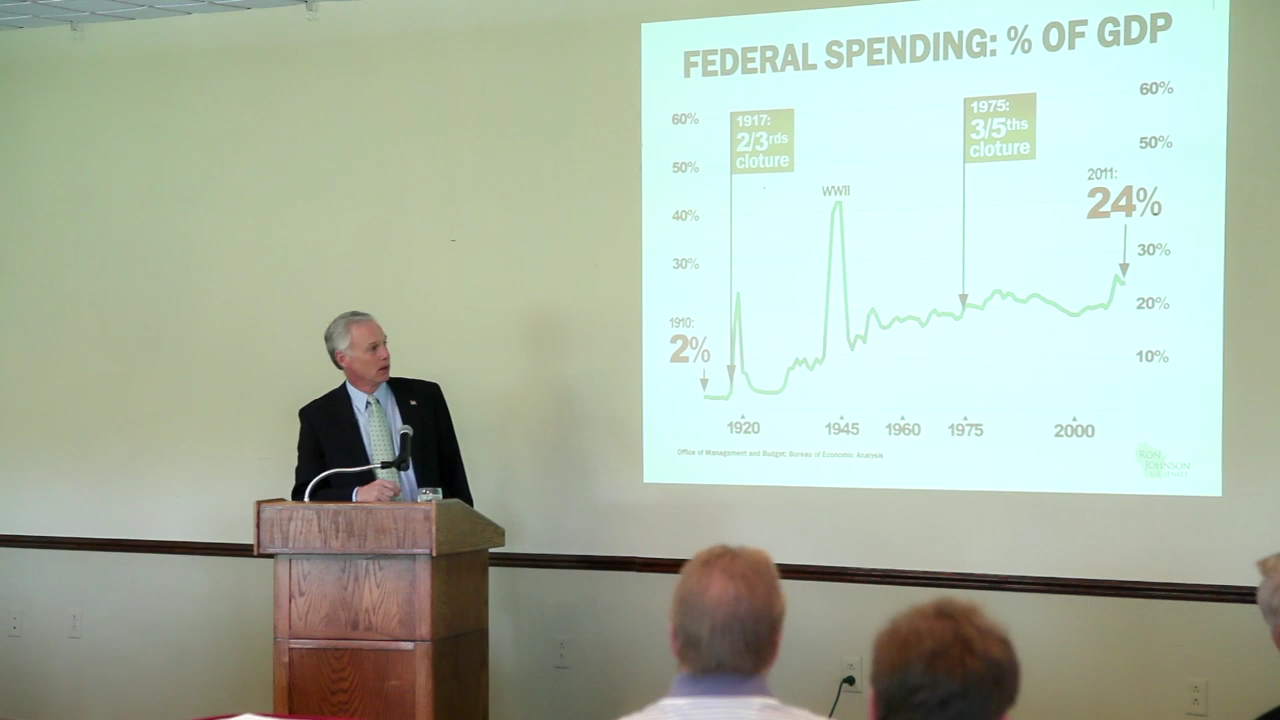 FEDERAL SPENDING: % OF GDP
60%
50%
40%
30%
1917:
2/3rds
cloture
WWII
1975:
3/5ths
cloture
60%
50%
2011:
24%
30%
20%
10%
1910:
2%
1920
1945
1960
1975
2000
Office of Management and Budget; Bureau of Economic Analysis
RON
JOHNSON